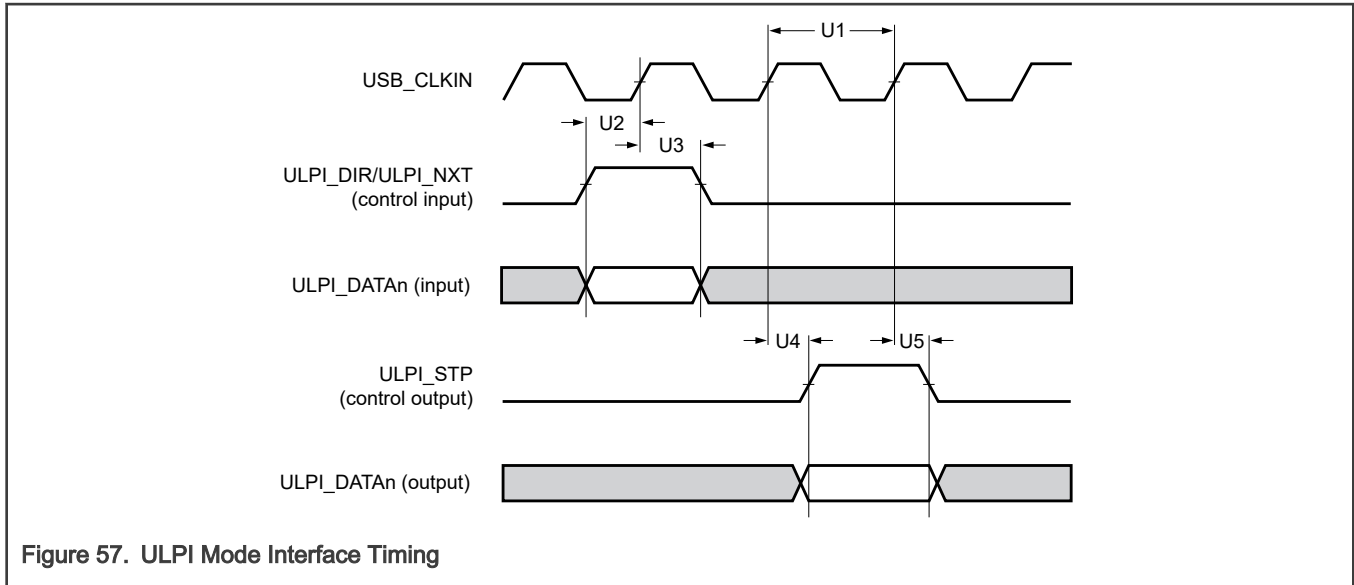 U1
USB_CLKIN
U2
U3
ULPI_DIR/ULPI_NXT
(control input)
ULPI_DATAn (input)
U4
U5
ULPI_STP
(control output)
ULPI_DATAn (output)
Figure 57. ULPI Mode Interface Timing